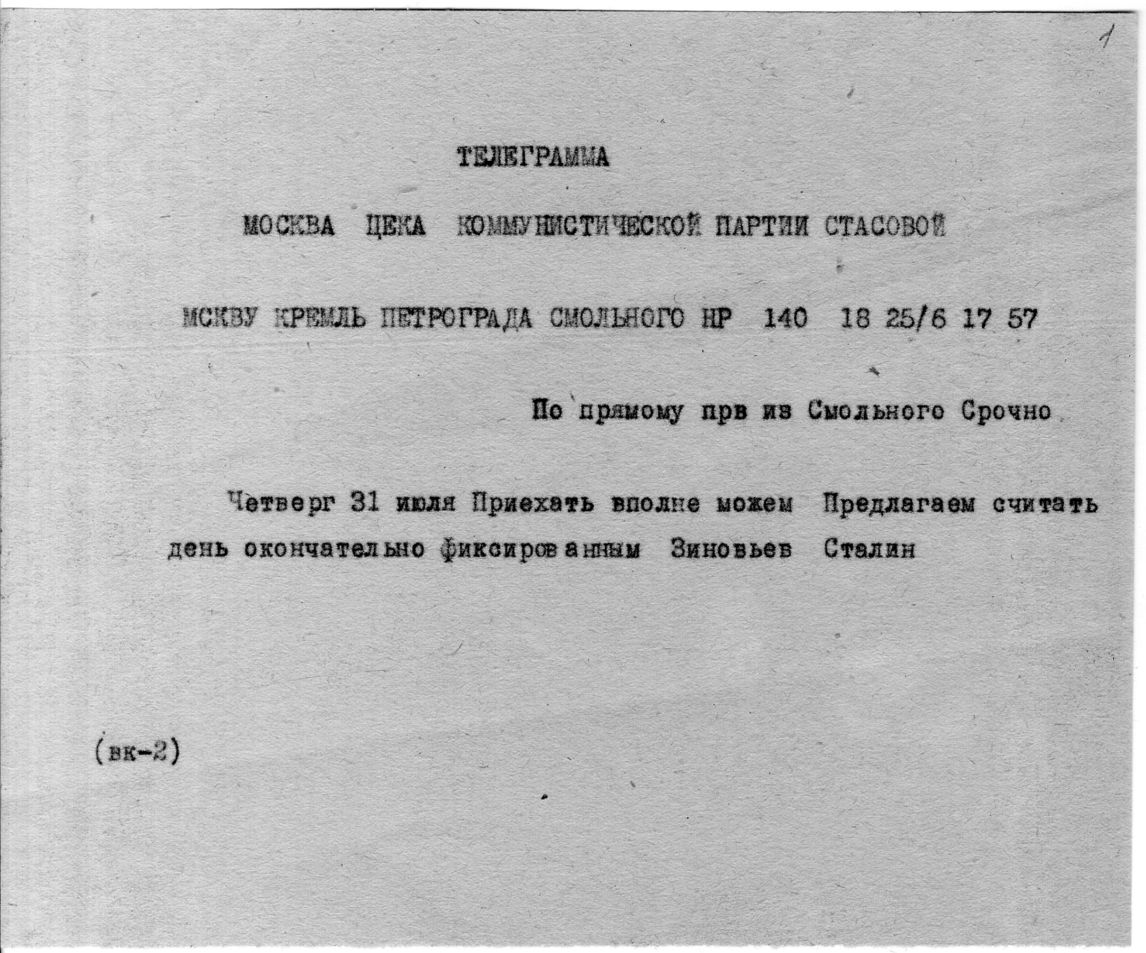 1
ТЕЛЕГРАММА
МОСКВА ЦЕКА КОММУНИСТИЧЕСКОЙ ПАРТИИ СТАСОВОЙ
МСКВУ КРЕМЛЬ ПЕТРОГРАДА СМОЛЬНОГО НР 140 18 25/6 17 57
По прямому прв из Смольного Срочно
Четверг 31 июля Приехать вполне можем Предлагаем считать
день окончательно фиксированным Зиновьев Сталин
(вк-2)